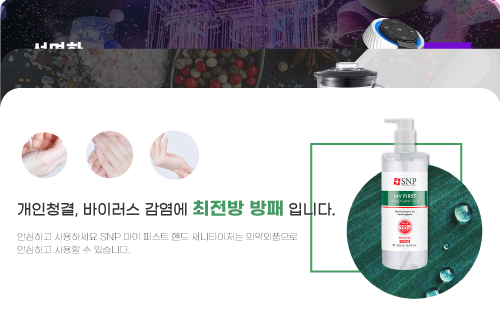 개인청결, 바이러스 감염에 최전방 방패 입니다.
안심하고 사용하세요 SNP 마이 퍼스트 핸드 새니타이저는 의약외품으로
안심하고 사용할 수 있습니다.
SNP
MY FIRST